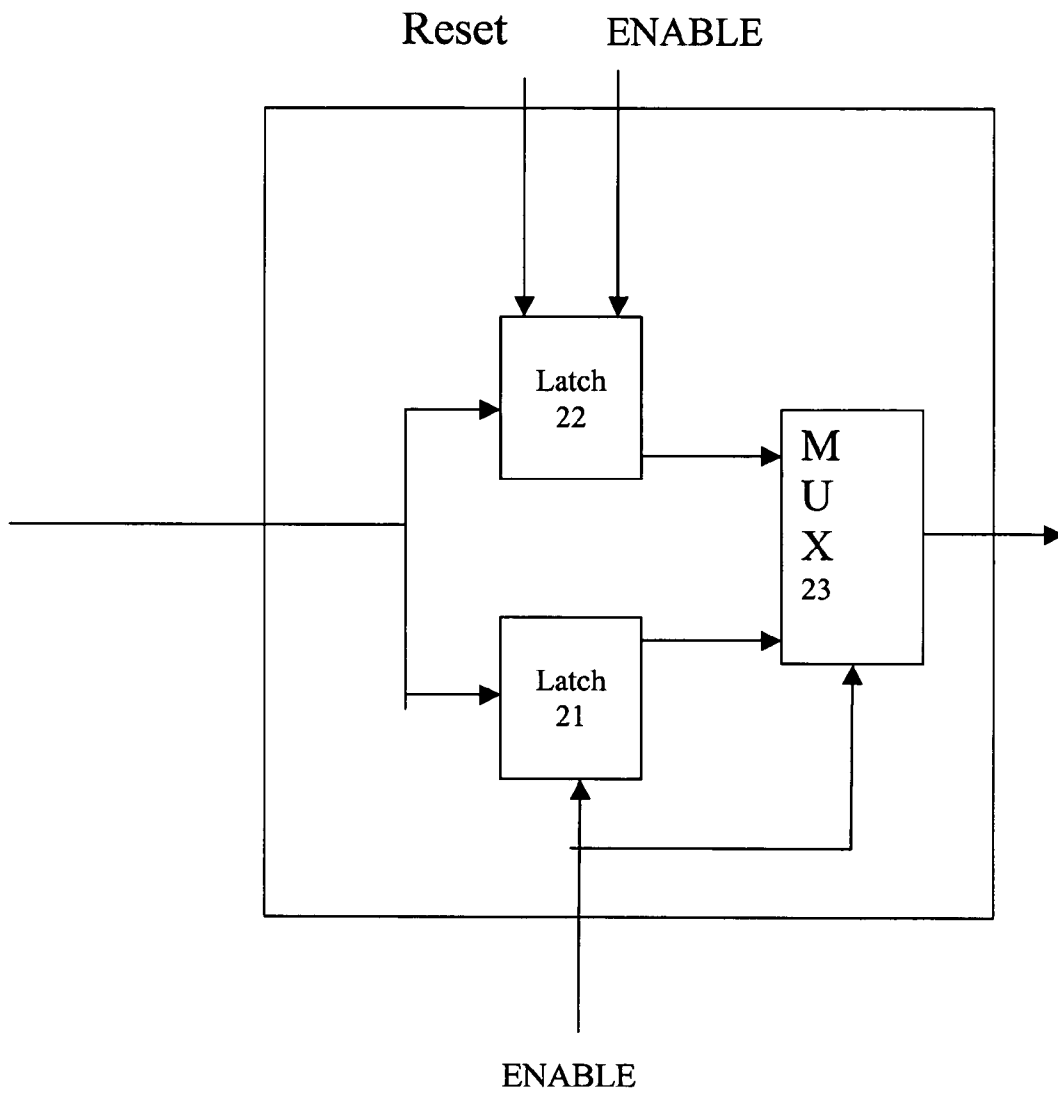 Reset ENABLE
Latch
22
M
U
X
23
Latch
21
ENABLE